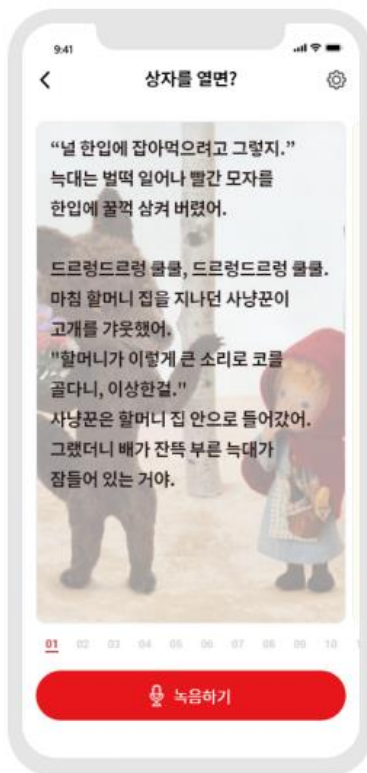 9:41
상자를 열면?
“널 한입에 잡아먹으려고 그렇지.”
늑대는 벌떡 일어나 빨간 모자를
한입에 꿀꺽 삼켜 버렸어.
드르렁드르렁 쿨쿨, 드르렁드르렁 쿨쿨.
마침 할머니 집을 지나던 사냥꾼이
고개를 갸웃했어.
"할머니가 이렇게 큰 소리로 코를
골다니, 이상한걸."
사냥꾼은 할머니 집 안으로 들어갔어.
그랬더니 배가 잔뜩 부른 늑대가
잠들어 있는 거야.
01 02 03 04 05 06 07 08 09 10
녹음하기